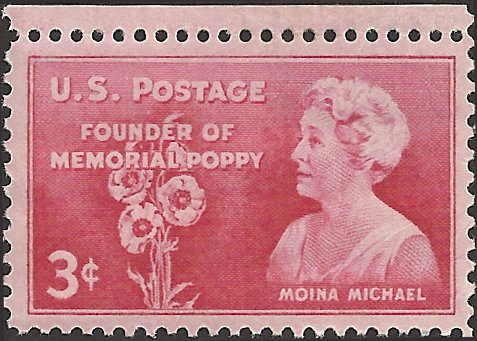 U.S. POSTAGE
FOUNDER OF
MEMORIAL POPPY
3¢
MOINA MICHAEL